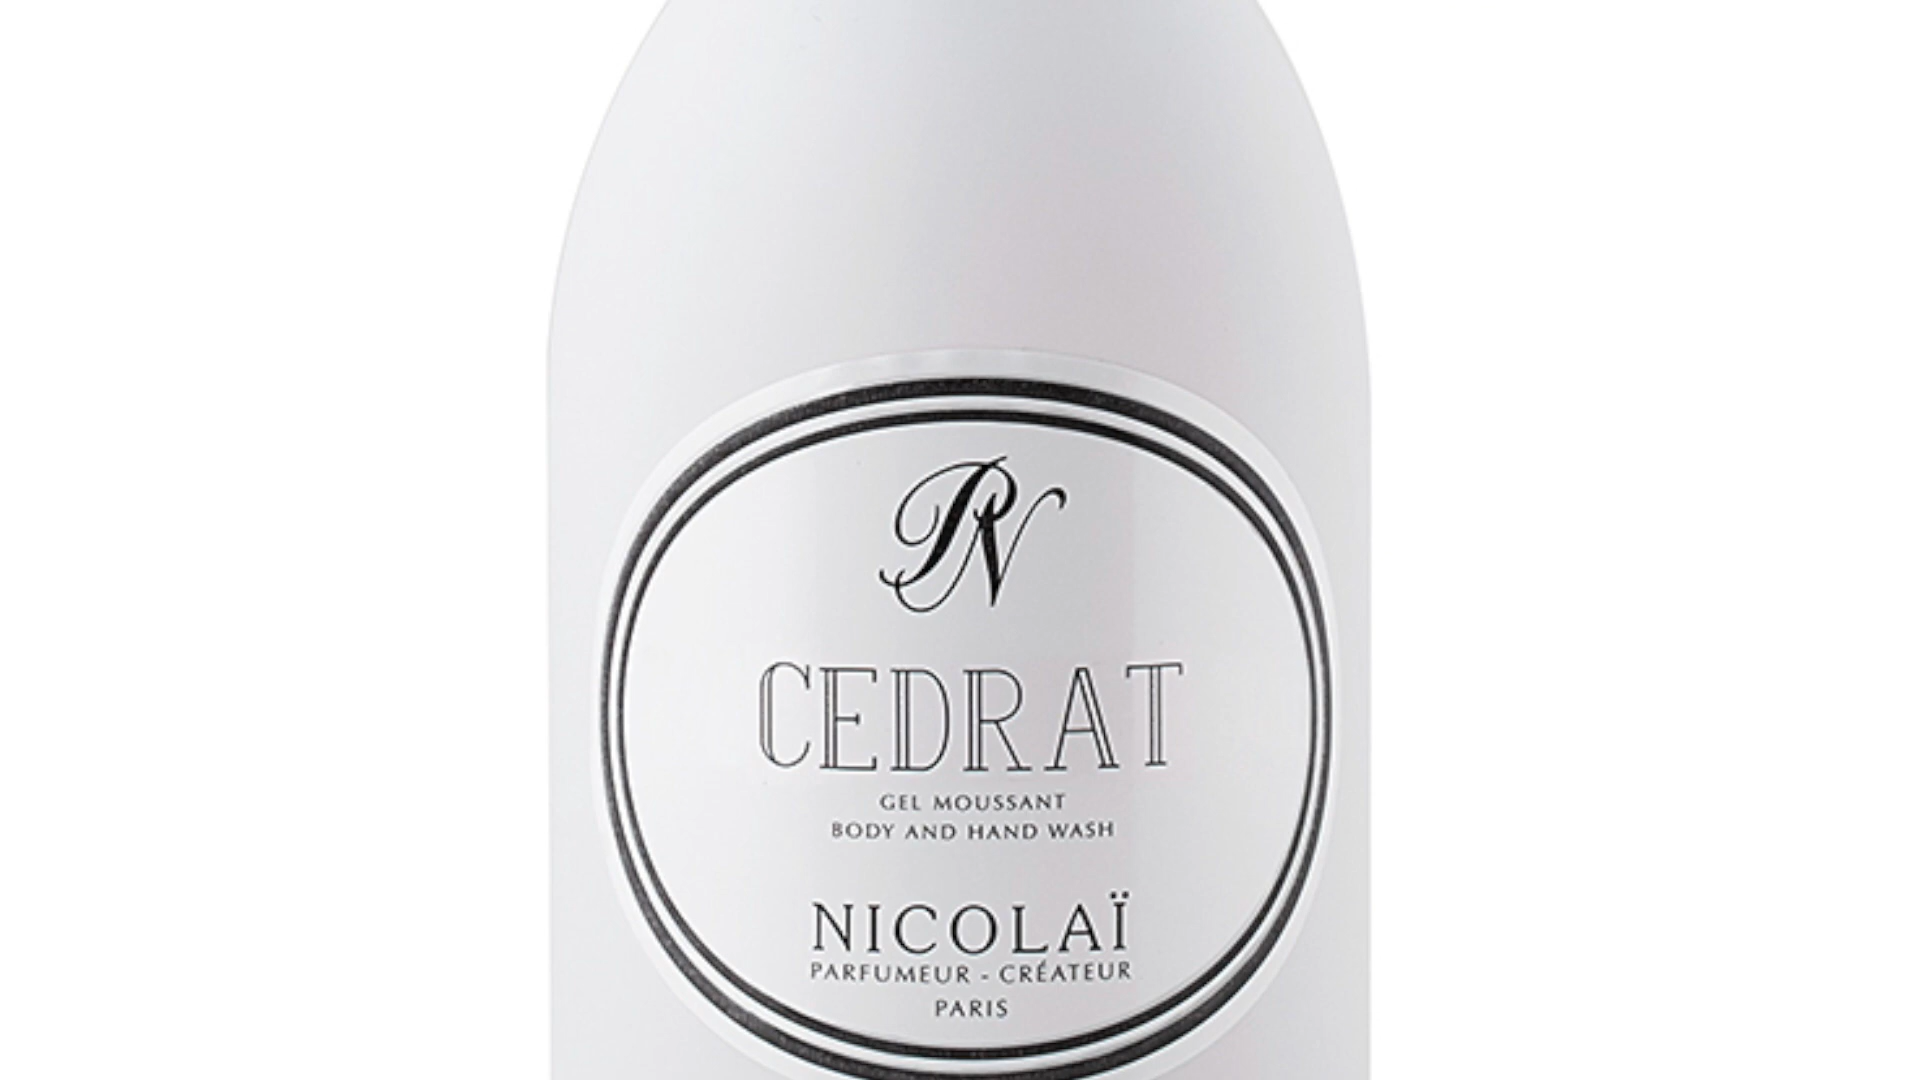 PN
CEDRAT
GEL MOUSSANT
BODY AND HAND WASH
NICOLAÏ
PARFUMEUR - CRÉATEUR
PARIS